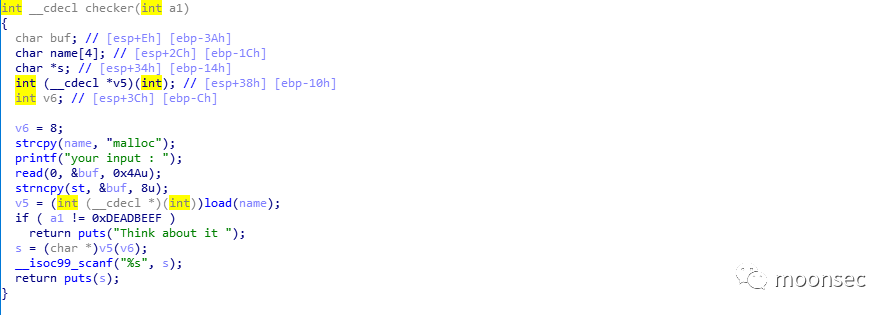 int __cdecl checker(int a1)
{
  char buf; // [esp+Eh] [ebp-3Ah]
  char name[4]; // [esp+2Ch] [ebp-1Ch]
  char *s; // [esp+34h] [ebp-14h]
  int (__cdecl *v5)(int); // [esp+38h] [ebp-10h]
  int v6; // [esp+3Ch] [ebp-Ch]

  v6 = 8;
  strcpy(name, "malloc");
  printf("your input : ");
  read(0, &buf, 0x4Au);
  strncpy(st, &buf, 8u);
  v5 = (int (__cdecl *)(int))load(name);
  if ( a1 != 0xDEADBEEF )
    return puts("Think about it ");
  s = (char *)v5(v6);
  __isoc99_scanf("%s", s);
  return puts(s);
}
moonsec